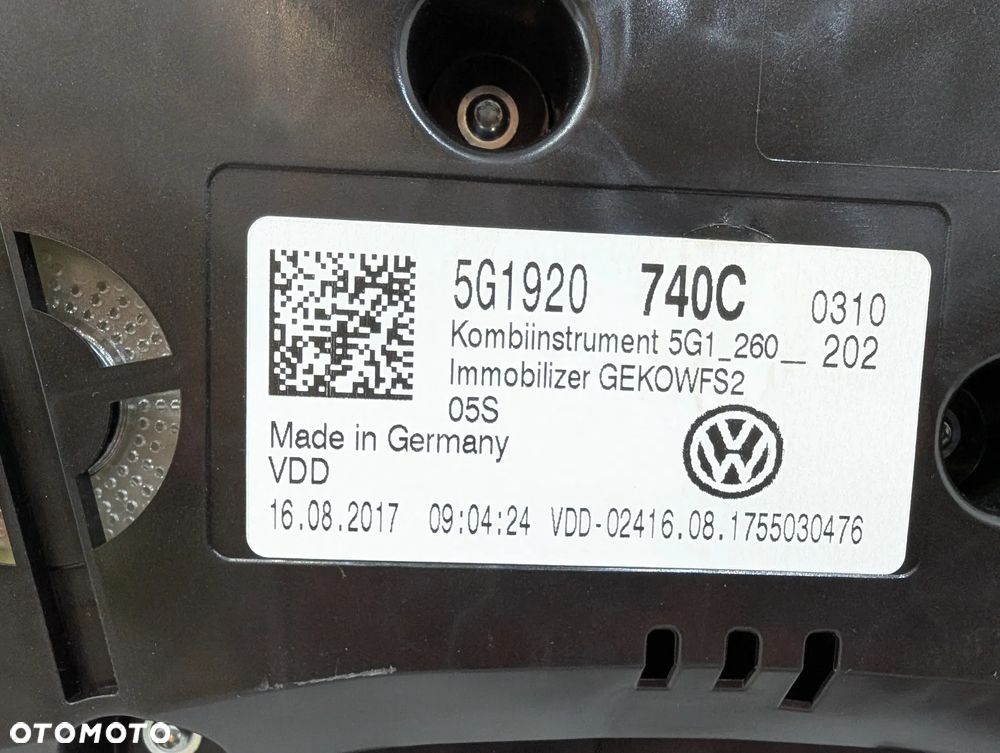 5G1920 740C 0310
Kombiinstrument 5G1_260__ 202
Immobilizer GEKOWFS2
05S
Made in Germany
VDD
16.08.2017 09:04:24 VDD-02416.08.1755030476
OTOMOTO